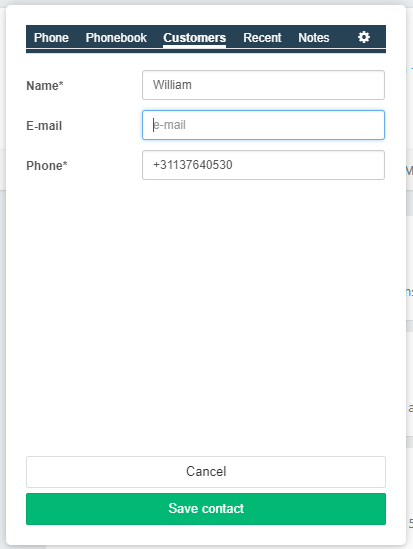 Phone Phonebook Customers Recent Notes
Name* William
E-mail e-mail
Phone* +31137640530
Cancel
Save contact